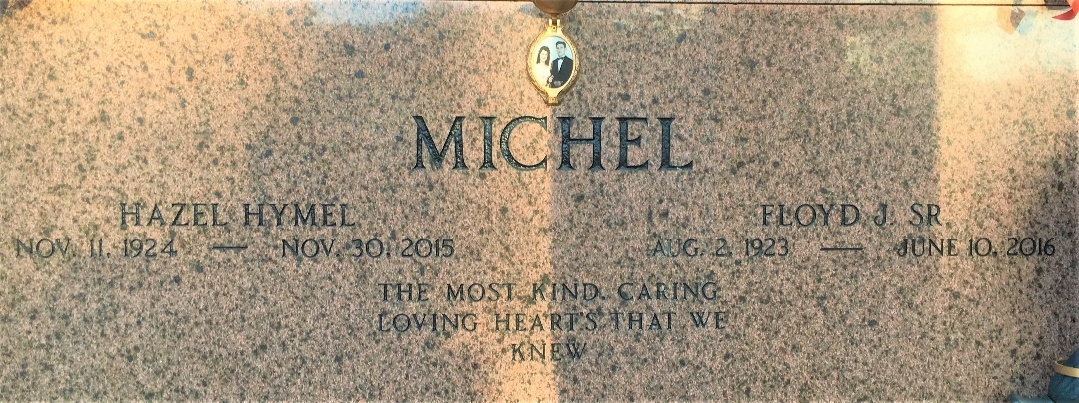 MICHEL
HAZEL HYMEL
NOV. 11. 1924 — NOV. 30. 2015
FLOYD J. SR
AUG. 2. 1923 — JUNE 10. 2016
THE MOST KIND. CARING
LOVING HEART'S THAT WE
KNEW